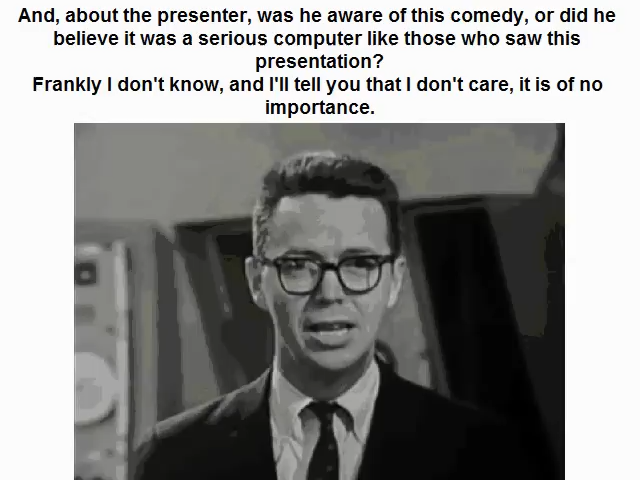 And, about the presenter, was he aware of this comedy, or did he
believe it was a serious computer like those who saw this
presentation?
Frankly I don't know, and I'll tell you that I don't care, it is of no
importance.